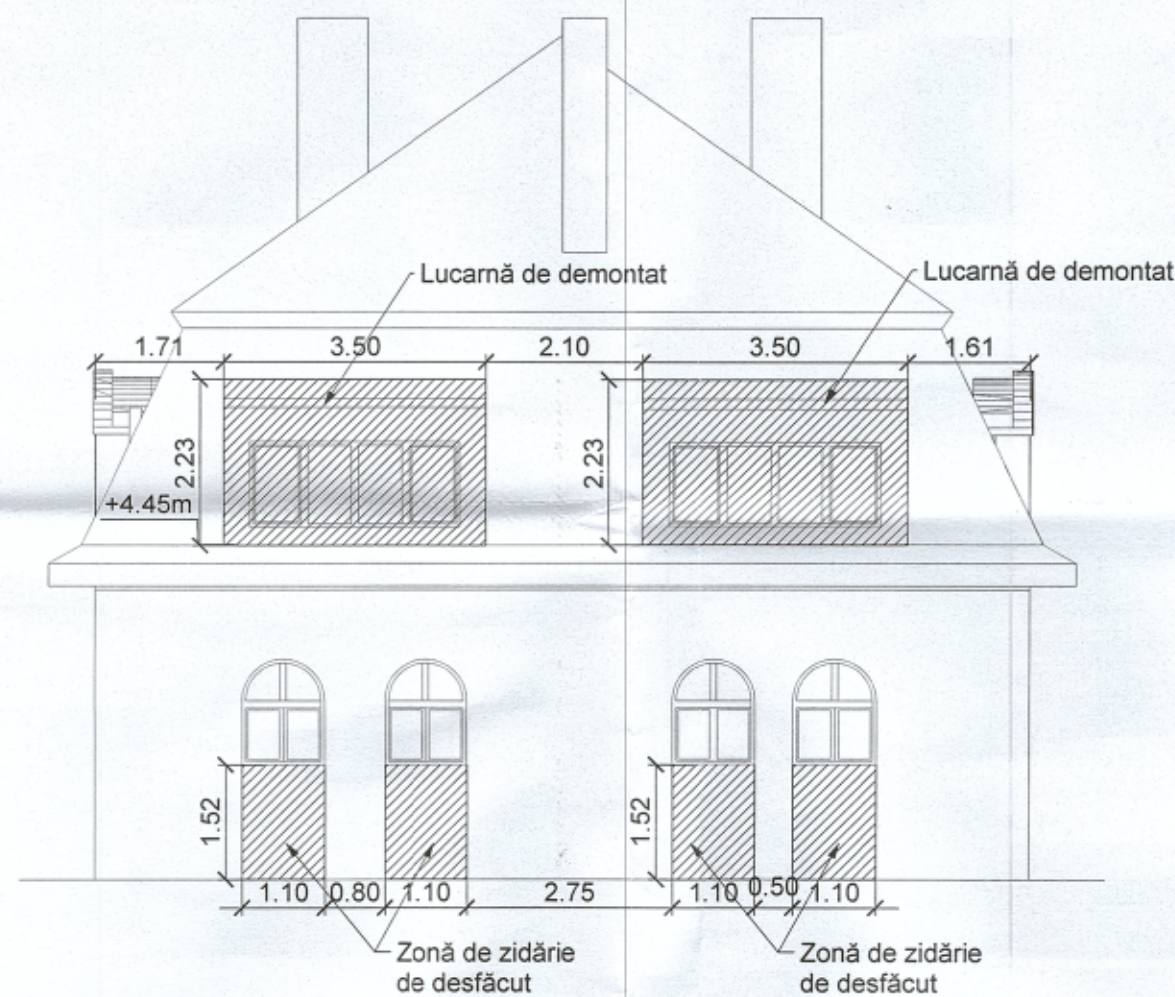 Lucarnă de demontat
Lucarnă de demontat
1.71 3.50 2.10 3.50 1.61
2.23
2.23
+4.45m
1.52
1.52
1.10 0.80 1.10 2.75 1.10 0.50 1.10
Zonă de zidărie
de desfăcut
Zonă de zidărie
de desfăcut